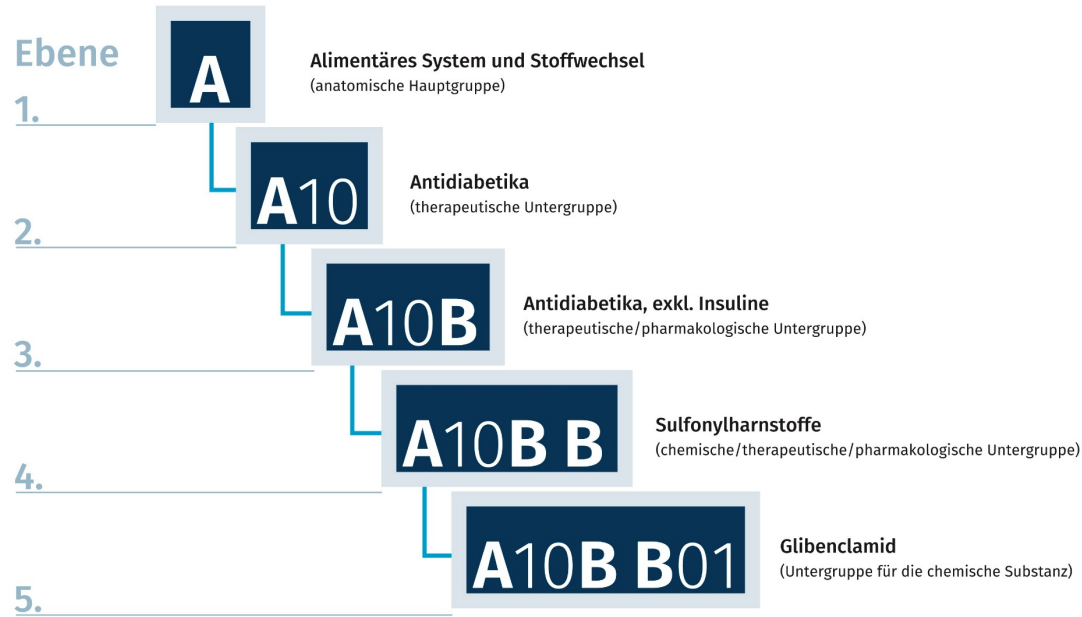 Ebene
1.
A
Alimentäres System und Stoffwechsel
(anatomische Hauptgruppe)
2.
A10
Antidiabetika
(therapeutische Untergruppe)
3.
A10B
Antidiabetika, exkl. Insuline
(therapeutische/pharmakologische Untergruppe)
4.
A10B B
Sulfonylharnstoffe
(chemische/therapeutische/pharmakologische Untergruppe)
5.
A10B B01
Glibenclamid
(Untergruppe für die chemische Substanz)